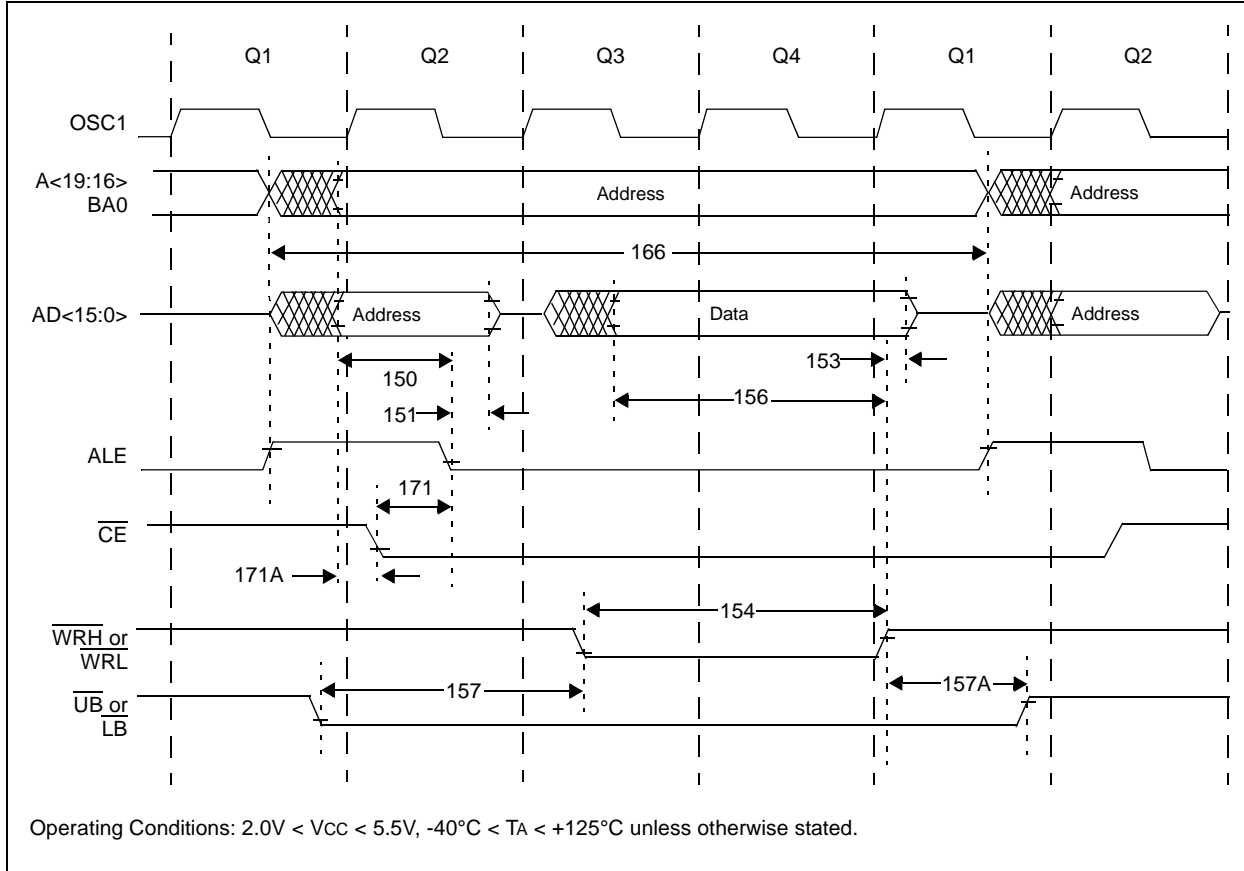 Q1 Q2 Q3 Q4 Q1 Q2
OSC1
A<19:16>
BA0
Address
Address
166
AD<15:0>
Address
Data
Address
150
153
151
156
ALE
171
CE
171A
154
WRH or
WRL
157
157A
UB or
LB
Operating Conditions: 2.0V < VCC < 5.5V, -40°C < TA < +125°C unless otherwise stated.